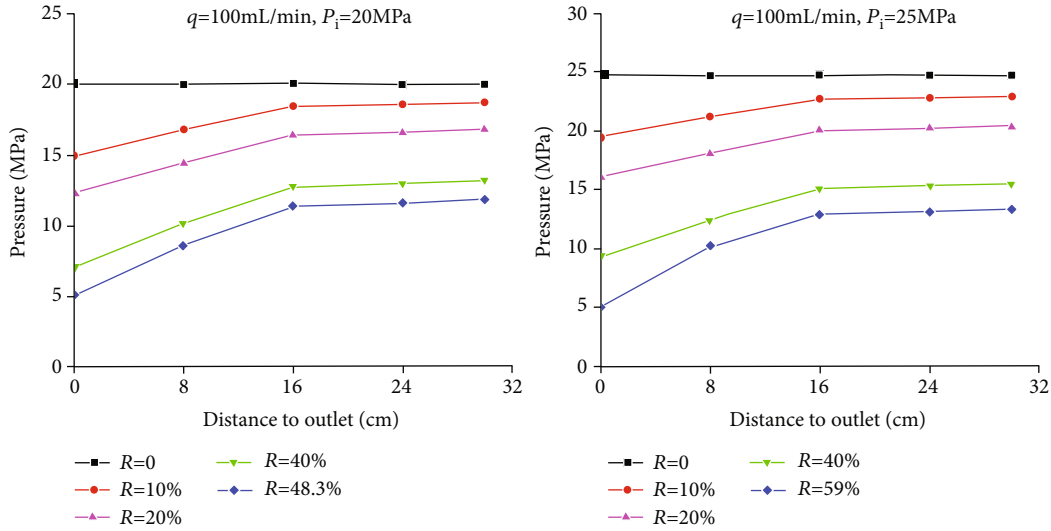 q=100mL/min, Pi=20MPa
25
20
15
10
5
0
Pressure (MPa)
0 8 16 24 32
Distance to outlet (cm)
R=0
R=10%
R=20%
R=40%
R=48.3%
q=100mL/min, Pi=25MPa
30
25
20
15
10
5
0
Pressure (MPa)
0 8 16 24 32
Distance to outlet (cm)
R=0
R=10%
R=20%
R=40%
R=59%